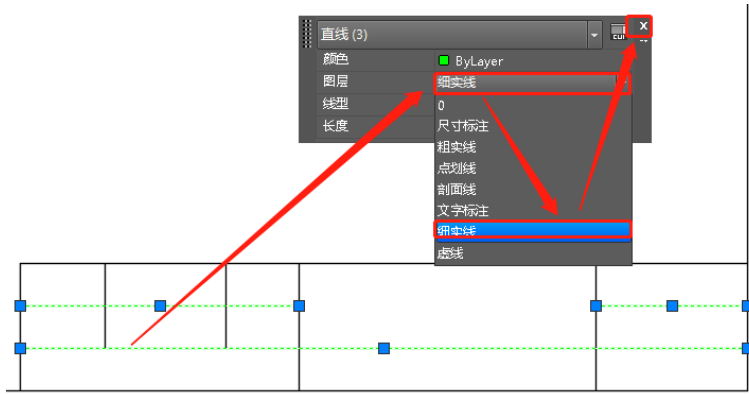 直线 (3)
CUI
x
颜色
ByLayer
图层
细实线
线型
0
长度
尺寸标注
粗实线
点划线
剖面线
文字标注
细实线
虚线